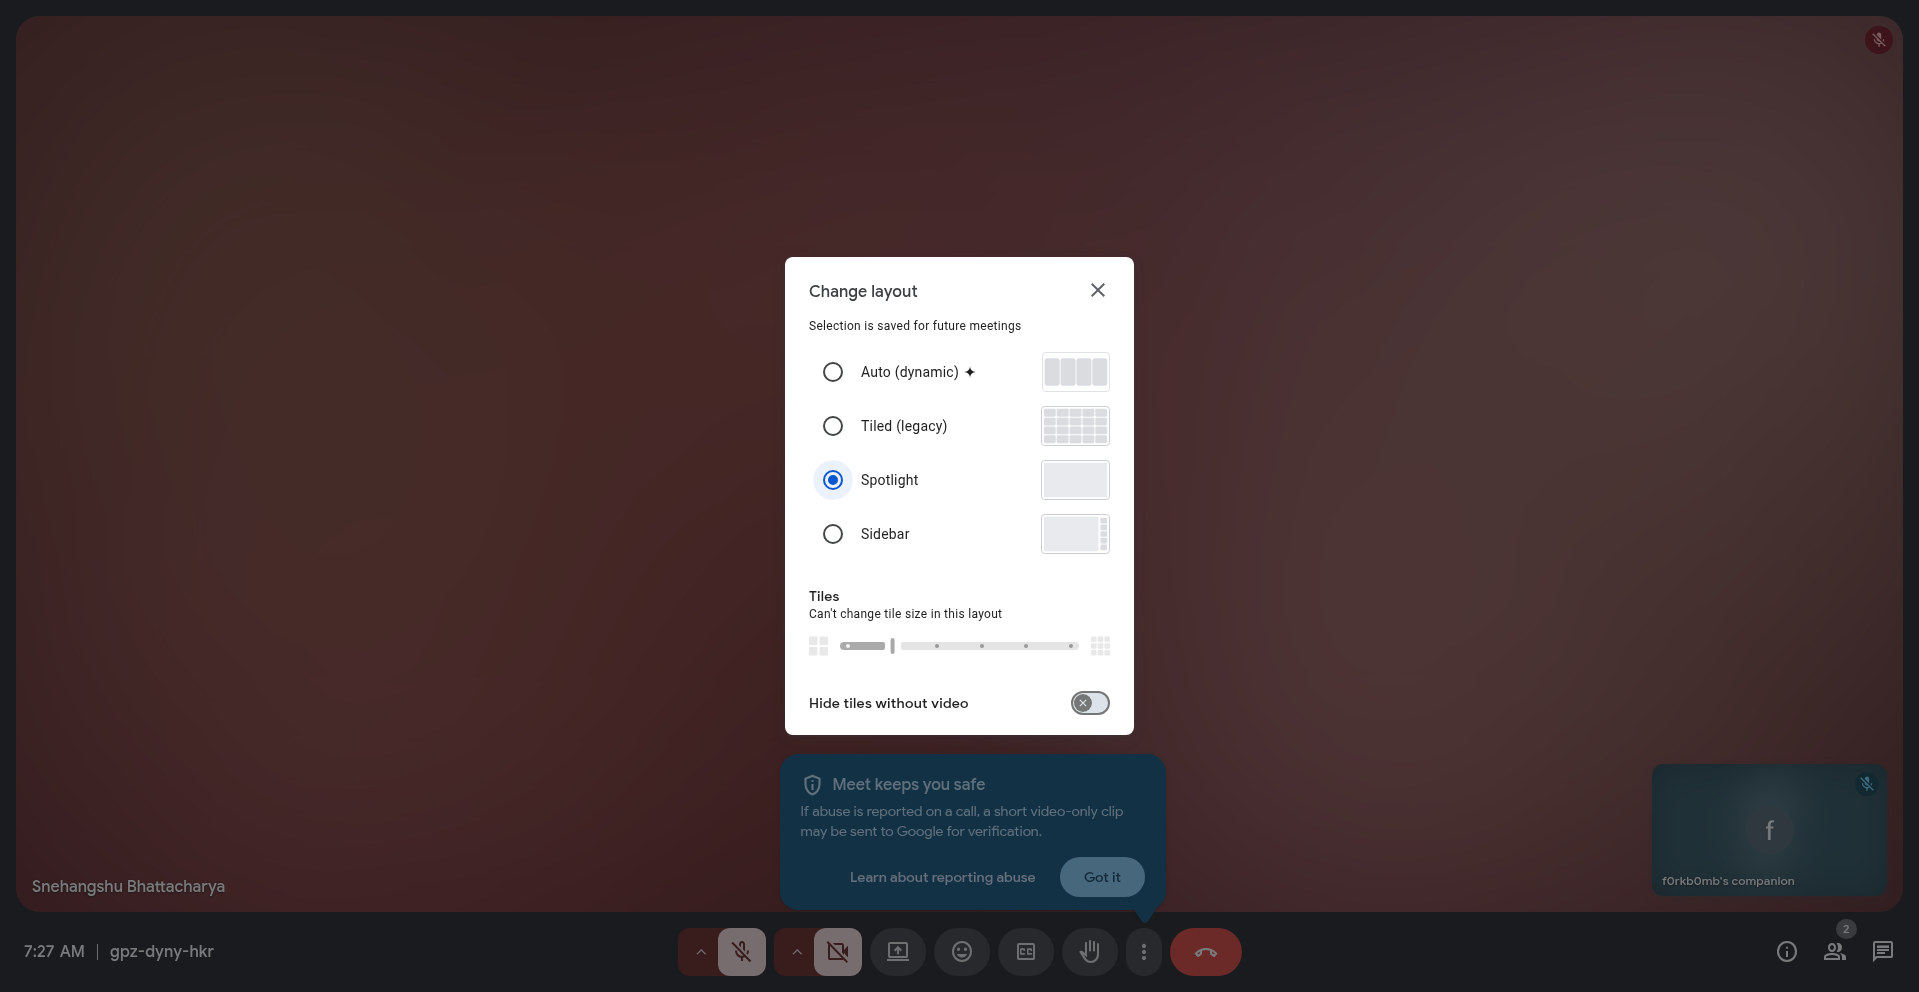 Change layout
Selection is saved for future meetings
Auto (dynamic)
Tiled (legacy)
Spotlight
Sidebar
Tiles
Can't change tile size in this layout
Hide tiles without video
Meet keeps you safe
If abuse is reported on a call, a short video-only clip
may be sent to Google for verification.
Learn about reporting abuse
Got it
Snehangshu Bhattacharya
f
f0rkb0mb's companion
7:27 AM | gpz-dyny-hkr
CC
2